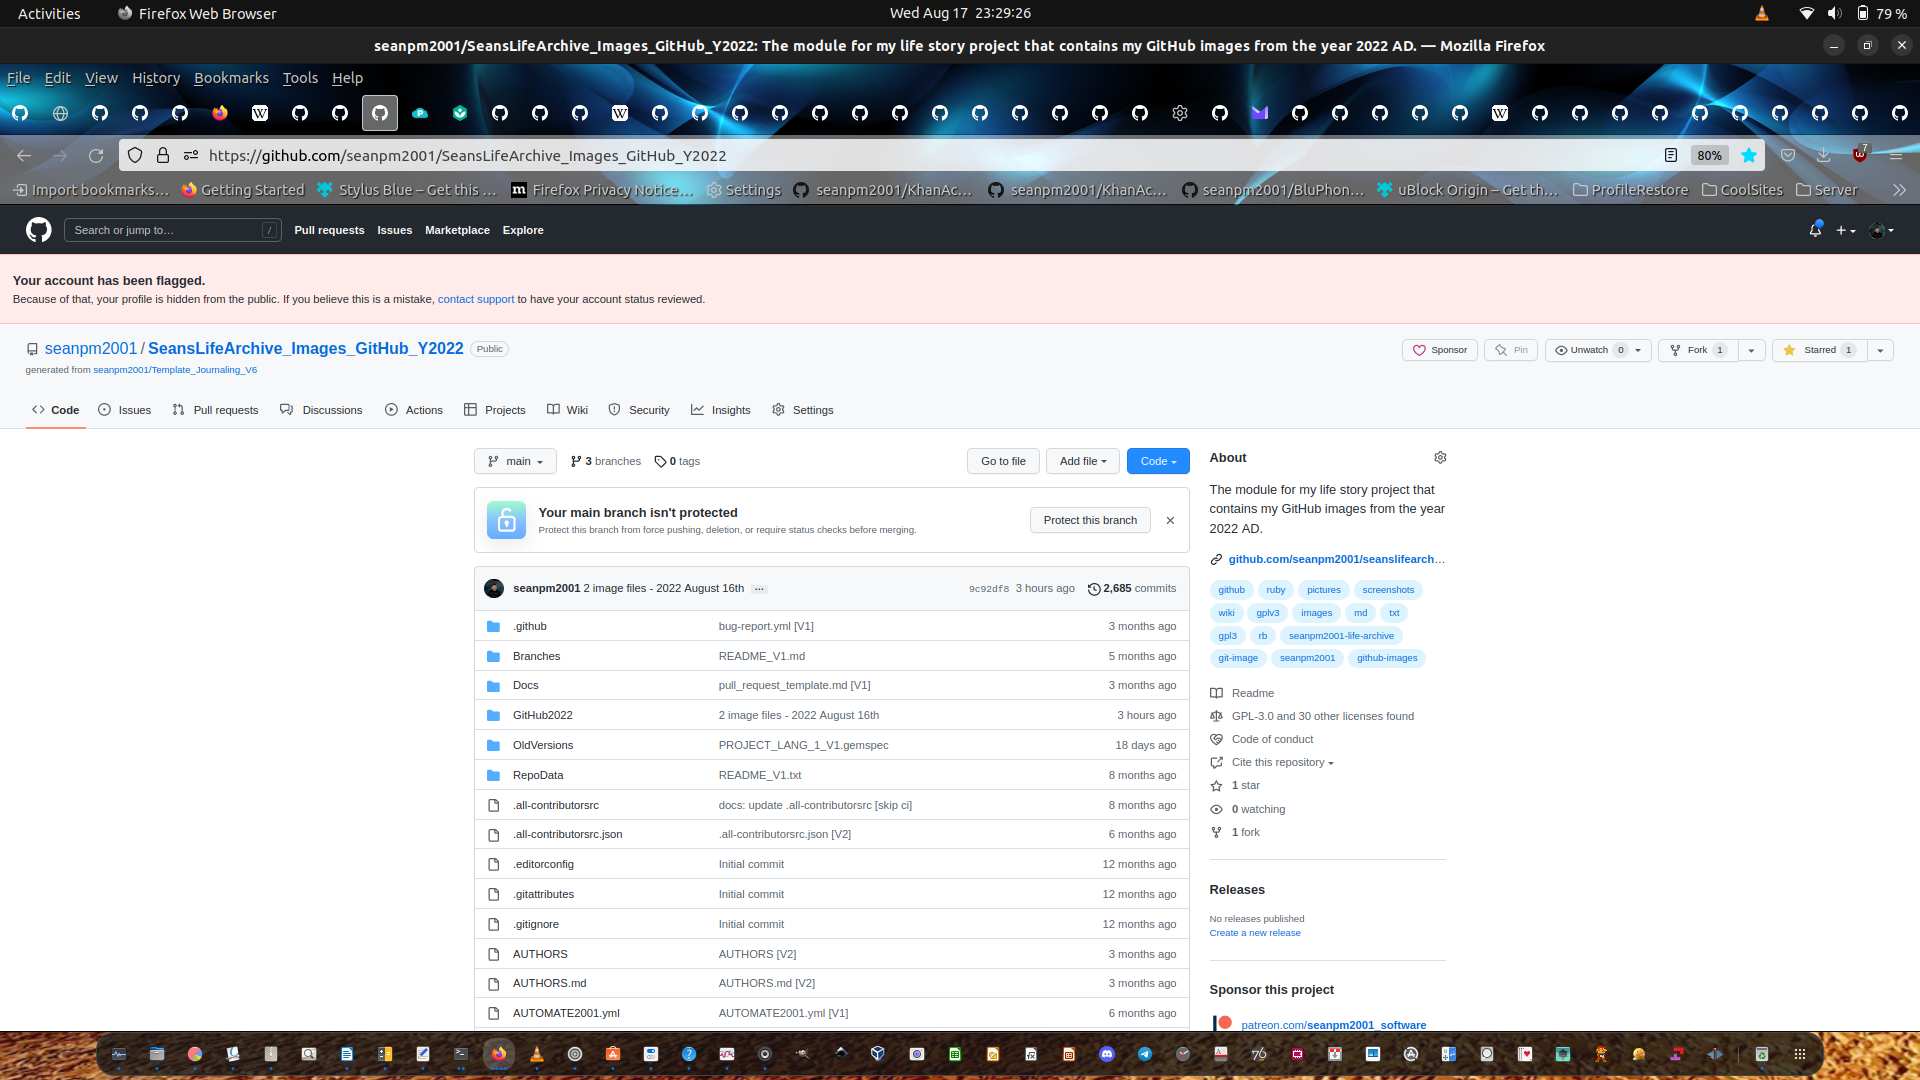 Activities
Firefox Web Browser
Wed Aug 17 23:29:26
79 %
seanpm2001/SeansLifeArchive_Images_GitHub_Y2022: The module for my life story project that contains my GitHub images from the year 2022 AD. — Mozilla Firefox
File Edit View History Bookmarks Tools Help
https://github.com/seanpm2001/SeansLifeArchive_Images_GitHub_Y2022
80%
7
Import bookmarks…
Getting Started
Stylus Blue – Get this …
Firefox Privacy Notice…
Settings
seanpm2001/KhanAc…
seanpm2001/KhanAc…
seanpm2001/BluPhon…
uBlock Origin – Get th…
ProfileRestore
CoolSites
Server
Search or jump to…
/
Pull requests
Issues
Marketplace
Explore
Your account has been flagged.
Because of that, your profile is hidden from the public. If you believe this is a mistake, contact support to have your account status reviewed.
seanpm2001 / SeansLifeArchive_Images_GitHub_Y2022 Public
generated from seanpm2001/Template_Journaling_V6
Sponsor
Pin
Unwatch 0
Fork 1
Starred 1
Code
Issues
Pull requests
Discussions
Actions
Projects
Wiki
Security
Insights
Settings
main
3 branches
0 tags
Go to file
Add file
Code
Your main branch isn't protected
Protect this branch from force pushing, deletion, or require status checks before merging.
Protect this branch
seanpm2001 2 image files - 2022 August 16th …
9c92df8 3 hours ago
2,685 commits
.github bug-report.yml [V1] 3 months ago
Branches README_V1.md 5 months ago
Docs pull_request_template.md [V1] 3 months ago
GitHub2022 2 image files - 2022 August 16th 3 hours ago
OldVersions PROJECT_LANG_1_V1.gemspec 18 days ago
RepoData README_V1.txt 8 months ago
.all-contributorsrc docs: update .all-contributorsrc [skip ci] 8 months ago
.all-contributorsrc.json .all-contributorsrc.json [V2] 6 months ago
.editorconfig Initial commit 12 months ago
.gitattributes Initial commit 12 months ago
.gitignore Initial commit 12 months ago
AUTHORS AUTHORS [V2] 3 months ago
AUTHORS.md AUTHORS.md [V2] 3 months ago
AUTOMATE2001.yml AUTOMATE2001.yml [V1] 6 months ago
About
The module for my life story project that
contains my GitHub images from the year
2022 AD.
github.com/seanpm2001/seanslifearch…
github ruby pictures screenshots
wiki gplv3 images md txt
gpl3 rb seanpm2001-life-archive
git-image seanpm2001 github-images
Readme
GPL-3.0 and 30 other licenses found
Code of conduct
Cite this repository
1 star
0 watching
1 fork
Releases
No releases published
Create a new release
Sponsor this project
patreon.com/seanpm2001_software